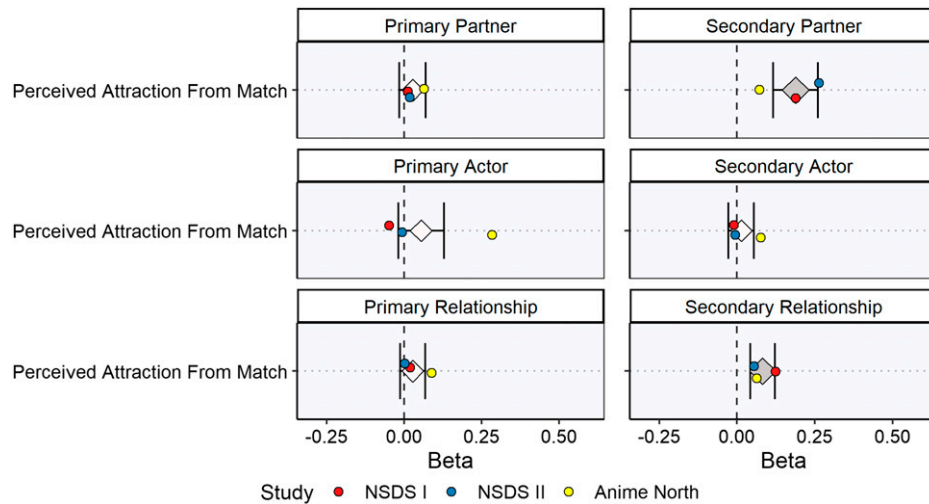 Primary Partner
Secondary Partner
Perceived Attraction From Match
Primary Actor
Secondary Actor
Perceived Attraction From Match
Primary Relationship
Secondary Relationship
Perceived Attraction From Match
-0.25 0.00 0.25 0.50
-0.25 0.00 0.25 0.50
Beta
Beta
Study NSDS I NSDS II Anime North